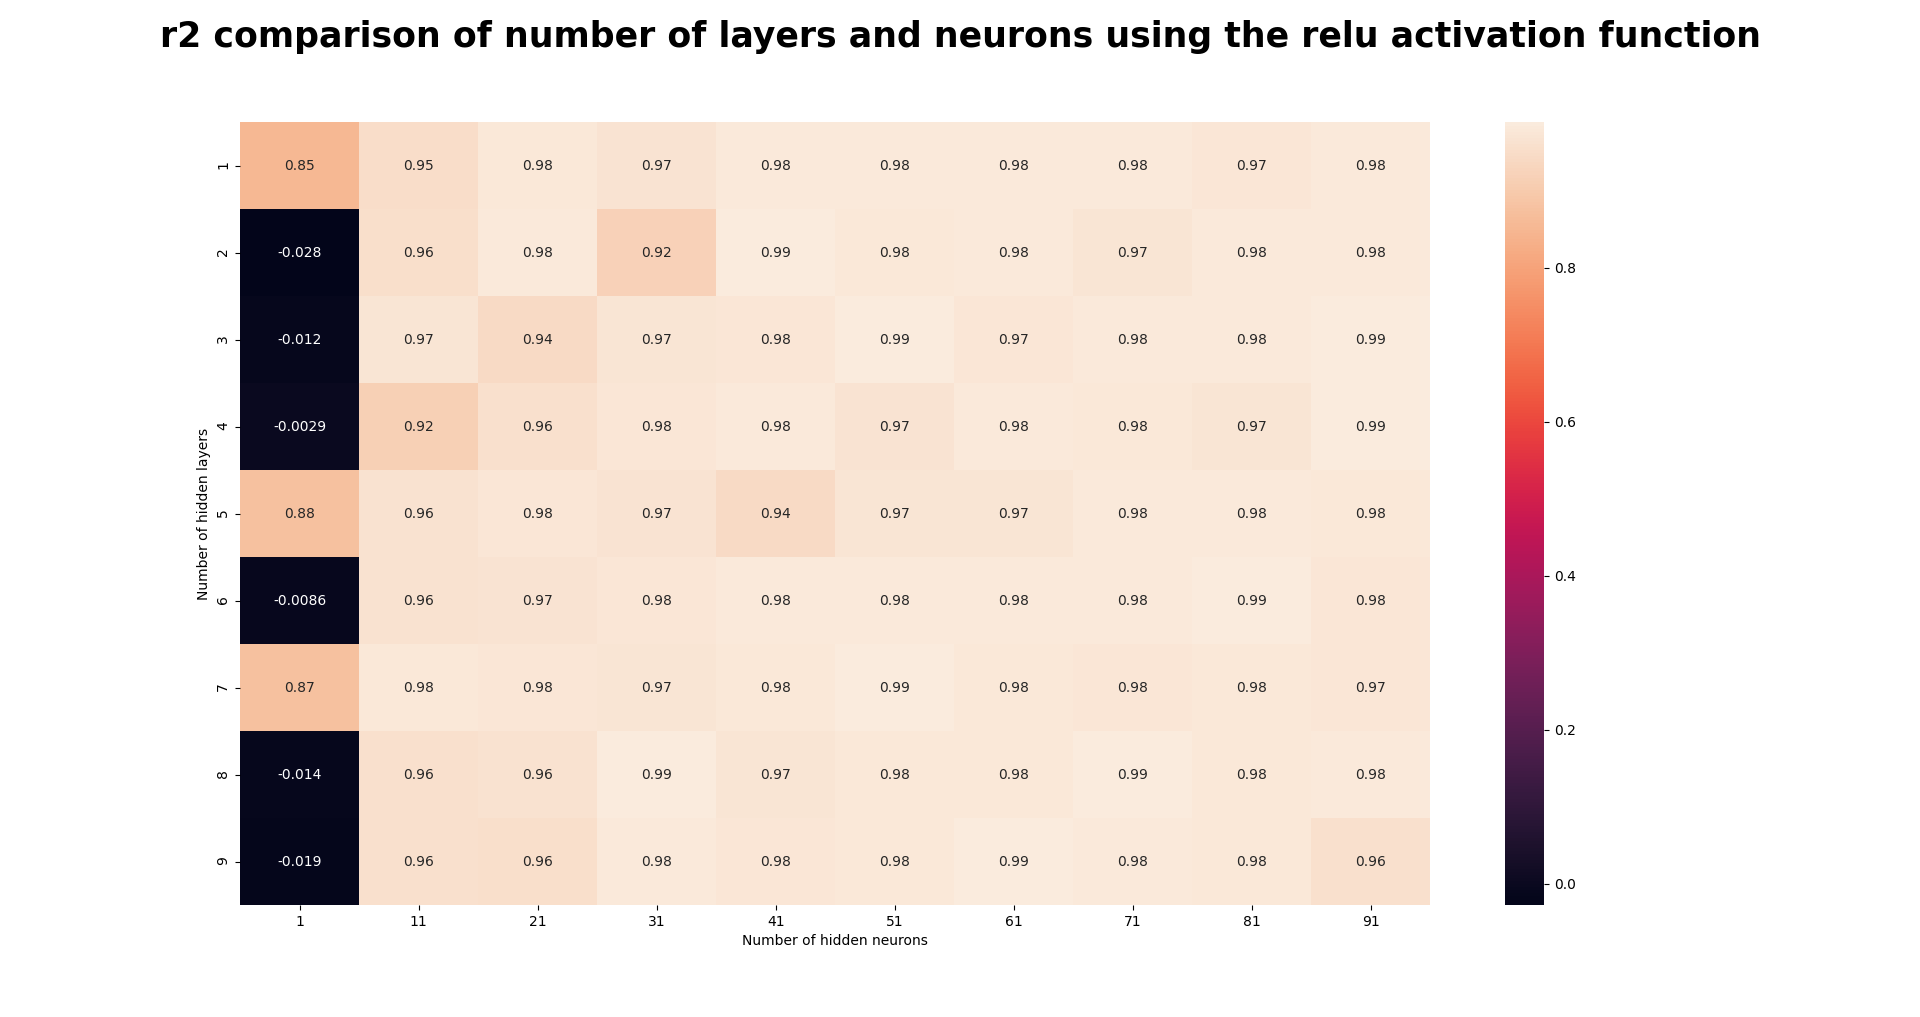 r2 comparison of number of layers and neurons using the relu activation function
Number of hidden layers
1 0.85 0.95 0.98 0.97 0.98 0.98 0.98 0.98 0.97 0.98
2 -0.028 0.96 0.98 0.92 0.99 0.98 0.98 0.97 0.98 0.98
3 -0.012 0.97 0.94 0.97 0.98 0.99 0.97 0.98 0.98 0.99
4 -0.0029 0.92 0.96 0.98 0.98 0.97 0.98 0.98 0.97 0.99
5 0.88 0.96 0.98 0.97 0.94 0.97 0.97 0.98 0.98 0.98
6 -0.0086 0.96 0.97 0.98 0.98 0.98 0.98 0.98 0.99 0.98
7 0.87 0.98 0.98 0.97 0.98 0.99 0.98 0.98 0.98 0.97
8 -0.014 0.96 0.96 0.99 0.97 0.98 0.98 0.99 0.98 0.98
9 -0.019 0.96 0.96 0.98 0.98 0.98 0.99 0.98 0.98 0.96
1 11 21 31 41 51 61 71 81 91
Number of hidden neurons
0.8
0.6
0.4
0.2
0.0